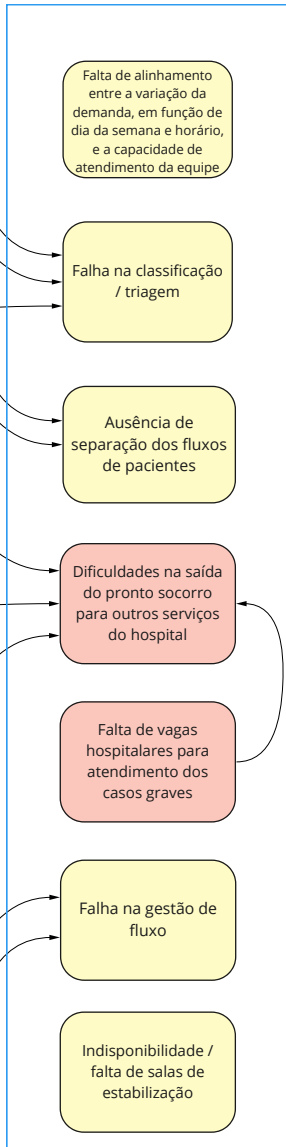 Falta de alinhamento
entre a variação da
demanda, em função de
dia da semana e horário,
e a capacidade de
atendimento da equipe
Falha na classificação
/ triagem
Ausência de
separação dos fluxos
de pacientes
Dificuldades na saída
do pronto socorro
para outros serviços
do hospital
Falta de vagas
hospitalares para
atendimento dos
casos graves
Falha na gestão de
fluxo
Indisponibilidade /
falta de salas de
estabilização